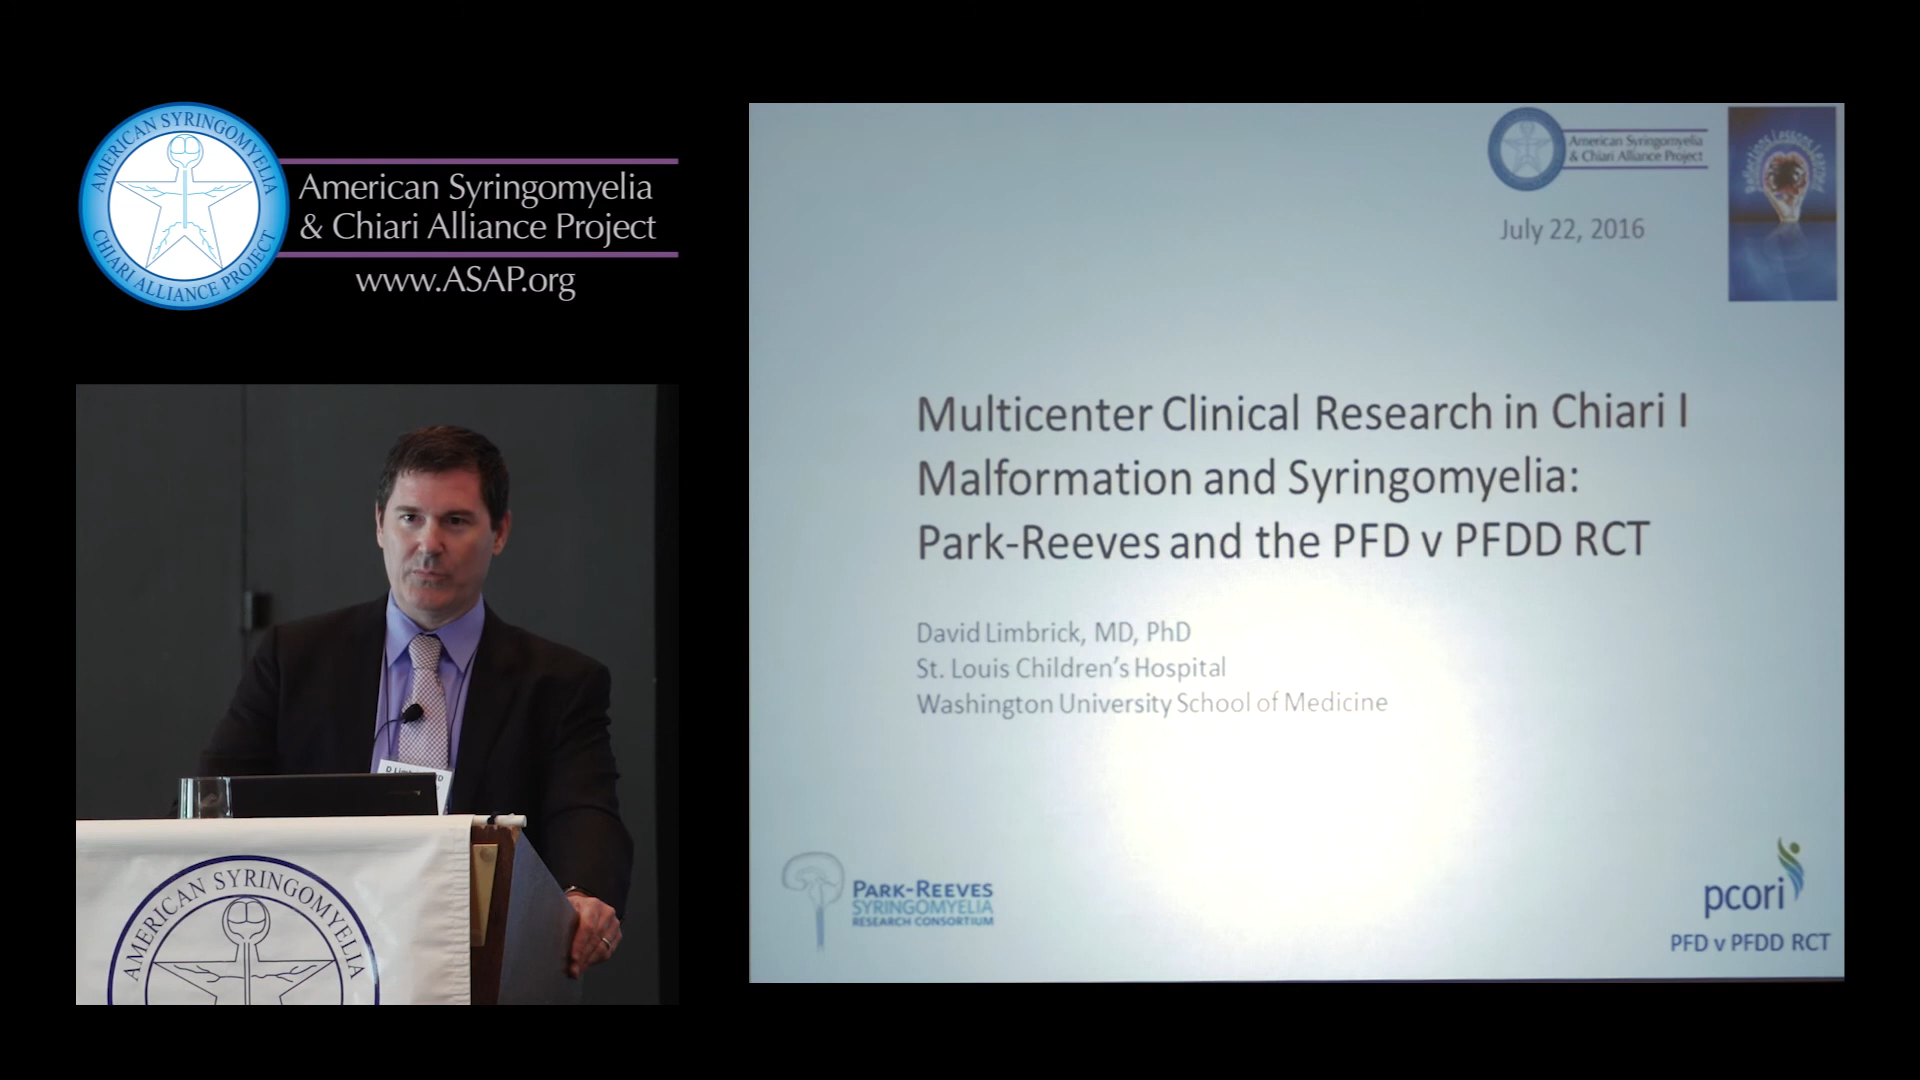 AMERICAN SYRINGOMYELIA
CHIARI ALLIANCE PROJECT
American Syringomyelia
& Chiari Alliance Project
www.ASAP.org
American Syringomyelia
& Chiari Alliance Project
July 22, 2016
Multicenter Clinical Research in Chiari I
Malformation and Syringomyelia:
Park-Reeves and the PFD v PFDD RCT
David Limbrick, MD, PhD
St. Louis Children's Hospital
Washington University School of Medicine
PARK-REEVES
SYRINGOMYELIA
RESEARCH CONSORTIUM
pcori
PFD v PFDD RCT
AMERICAN SYRINGOMYELIA